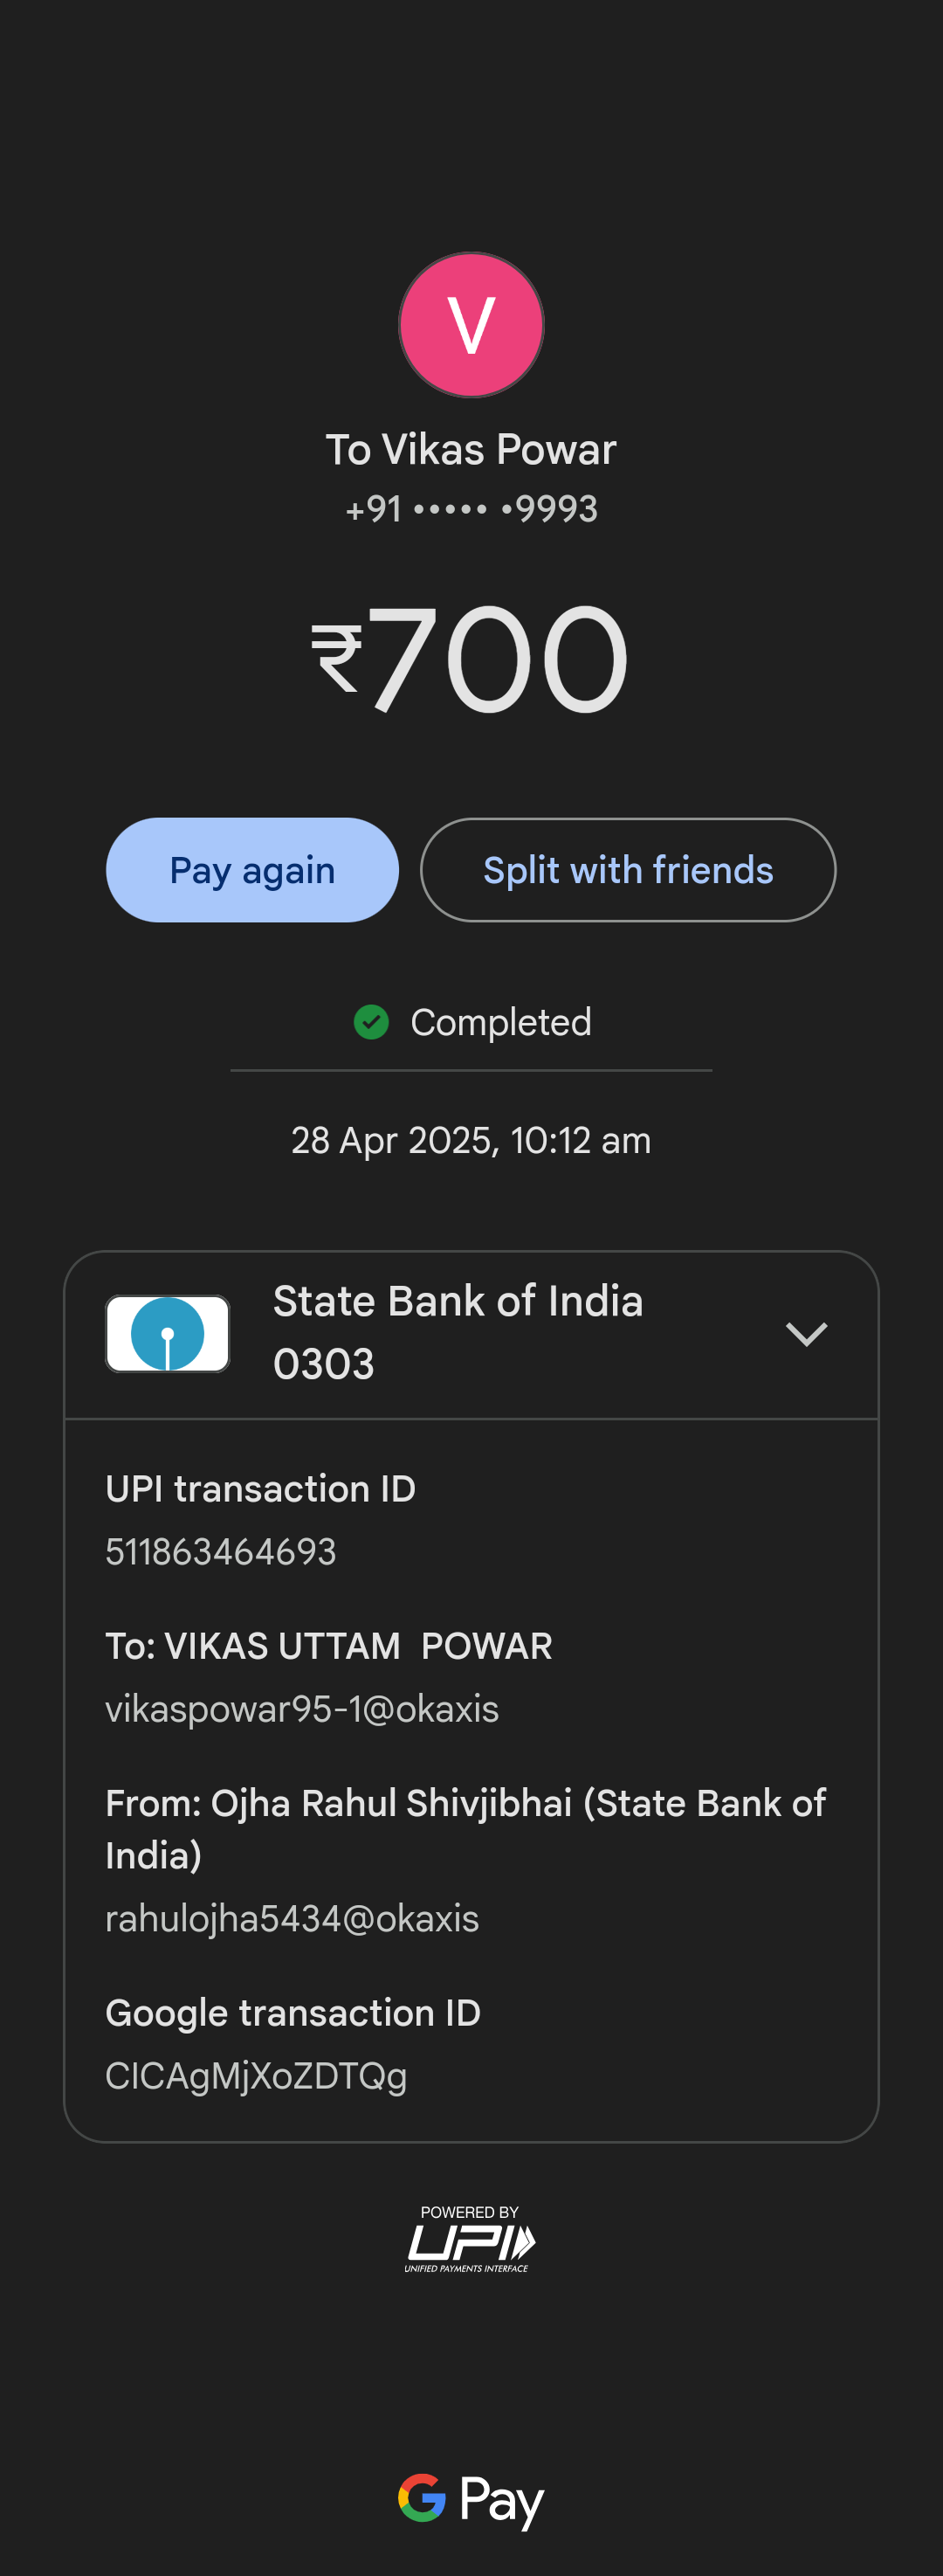 V
To Vikas Powar
+91 ••••• •9993
₹700
Pay again
Split with friends
Completed
28 Apr 2025, 10:12 am
State Bank of India
0303
UPI transaction ID
511863464693
To: VIKAS UTTAM  POWAR
vikaspowar95-1@okaxis
From: Ojha Rahul Shivjibhai (State Bank of
India)
rahulojha5434@okaxis
Google transaction ID
CICAgMjXoZDTQg
POWERED BY
UPI
UNIFIED PAYMENTS INTERFACE
G Pay